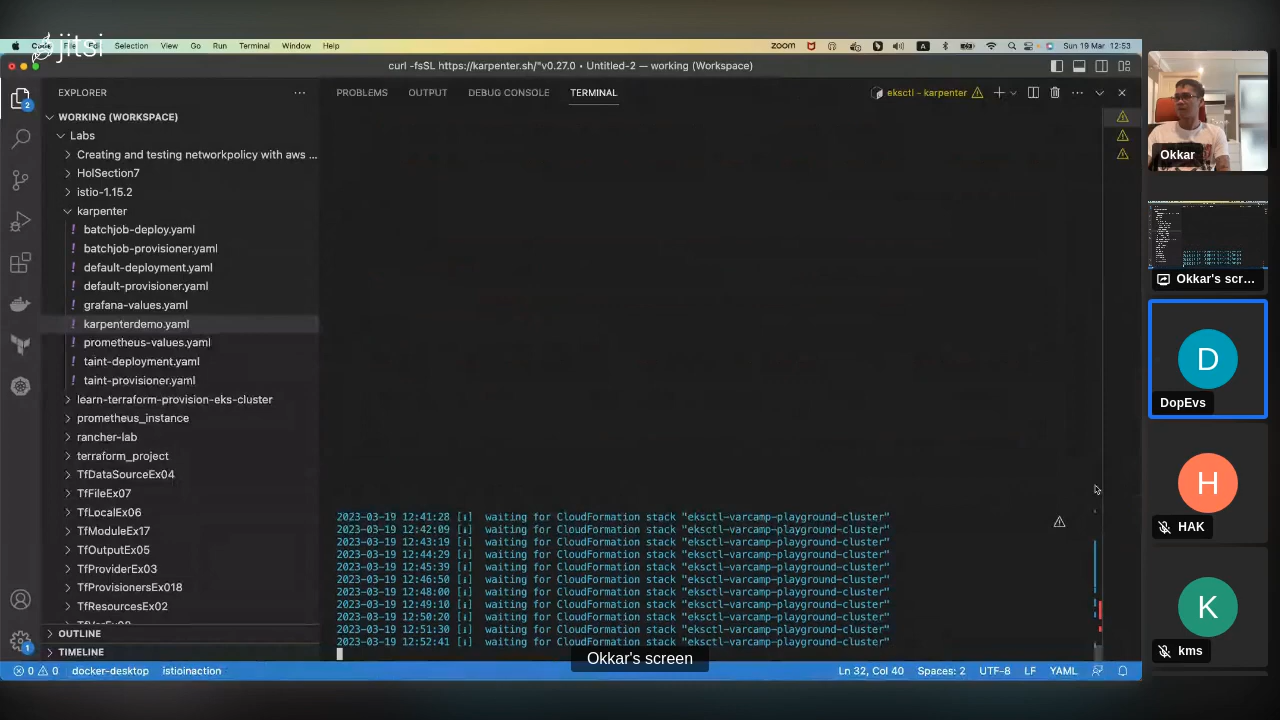 jitsi
Code File Edit Selection View Go Run Terminal Window Help
zoom A Sun 19 Mar 12:53
curl -fsSL https://karpenter.sh/"v0.27.0 • Untitled-2 — working (Workspace)
EXPLORER
PROBLEMS OUTPUT DEBUG CONSOLE TERMINAL
eksctl - karpenter
WORKING (WORKSPACE)
Labs
Creating and testing networkpolicy with aws ...
HolSection7
istio-1.15.2
karpenter
! batchjob-deploy.yaml
! batchjob-provisioner.yaml
! default-deployment.yaml
! default-provisioner.yaml
! grafana-values.yaml
! karpenterdemo.yaml
! prometheus-values.yaml
! taint-deployment.yaml
! taint-provisioner.yaml
learn-terraform-provision-eks-cluster
prometheus_instance
rancher-lab
terraform_project
TfDataSourceEx04
TfFileEx07
TfLocalEx06
TfModuleEx17
TfOutputEx05
TfProviderEx03
TfProvisionersEx018
TfResourcesEx02
OUTLINE
TIMELINE
2
1
2023-03-19 12:41:28 [ℹ] waiting for CloudFormation stack "eksctl-varcamp-playground-cluster"
2023-03-19 12:42:09 [ℹ] waiting for CloudFormation stack "eksctl-varcamp-playground-cluster"
2023-03-19 12:43:19 [ℹ] waiting for CloudFormation stack "eksctl-varcamp-playground-cluster"
2023-03-19 12:44:29 [ℹ] waiting for CloudFormation stack "eksctl-varcamp-playground-cluster"
2023-03-19 12:45:39 [ℹ] waiting for CloudFormation stack "eksctl-varcamp-playground-cluster"
2023-03-19 12:46:50 [ℹ] waiting for CloudFormation stack "eksctl-varcamp-playground-cluster"
2023-03-19 12:48:00 [ℹ] waiting for CloudFormation stack "eksctl-varcamp-playground-cluster"
2023-03-19 12:49:10 [ℹ] waiting for CloudFormation stack "eksctl-varcamp-playground-cluster"
2023-03-19 12:50:20 [ℹ] waiting for CloudFormation stack "eksctl-varcamp-playground-cluster"
2023-03-19 12:51:30 [ℹ] waiting for CloudFormation stack "eksctl-varcamp-playground-cluster"
2023-03-19 12:52:41 [ℹ] waiting for CloudFormation stack "eksctl-varcamp-playground-cluster"
Okkar's screen
0 0 docker-desktop istioinaction
Ln 32, Col 40 Spaces: 2 UTF-8 LF YAML
Okkar
Okkar's scr...
D
DopEvs
H
HAK
K
kms